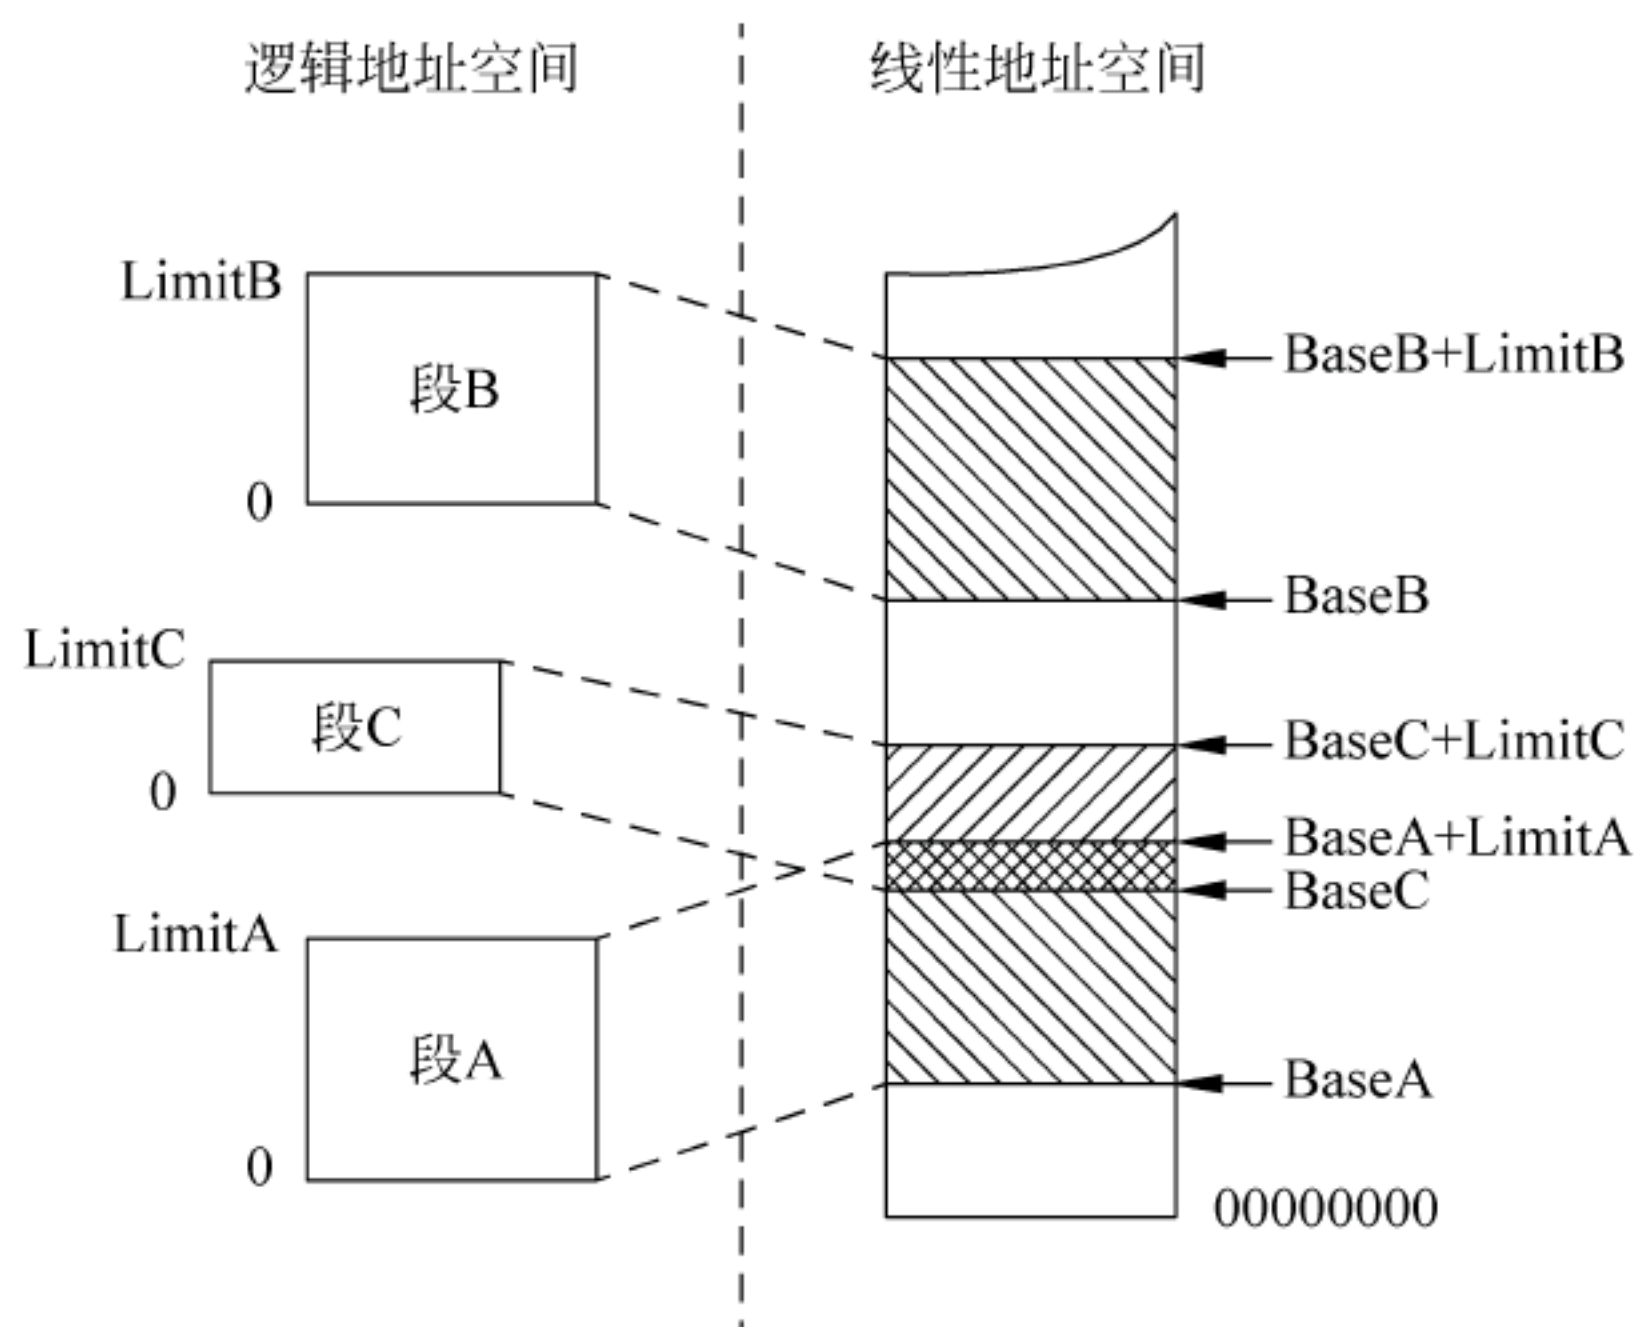 逻辑地址空间
线性地址空间
LimitB
段B
0
LimitC
段C
0
LimitA
段A
0
BaseB+LimitB
BaseB
BaseC+LimitC
BaseA+LimitA
BaseC
BaseA
00000000